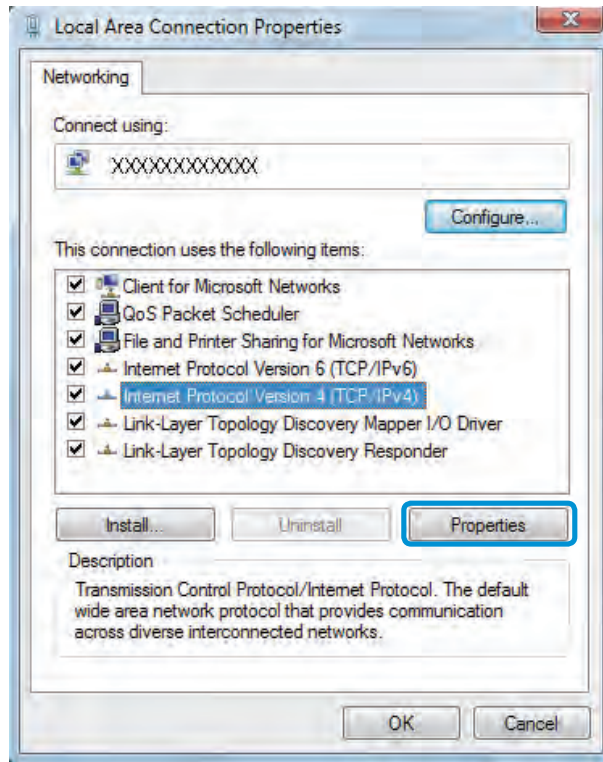 Local Area Connection Properties
Networking
Connect using:
XXXXXXXXXXXX
Configure...
This connection uses the following items:
Client for Microsoft Networks
QoS Packet Scheduler
File and Printer Sharing for Microsoft Networks
Internet Protocol Version 6 (TCP/IPv6)
Internet Protocol Version 4 (TCP/IPv4)
Link-Layer Topology Discovery Mapper I/O Driver
Link-Layer Topology Discovery Responder
Install... Uninstall Properties
Description
Transmission Control Protocol/Internet Protocol. The default
wide area network protocol that provides communication
across diverse interconnected networks.
OK Cancel